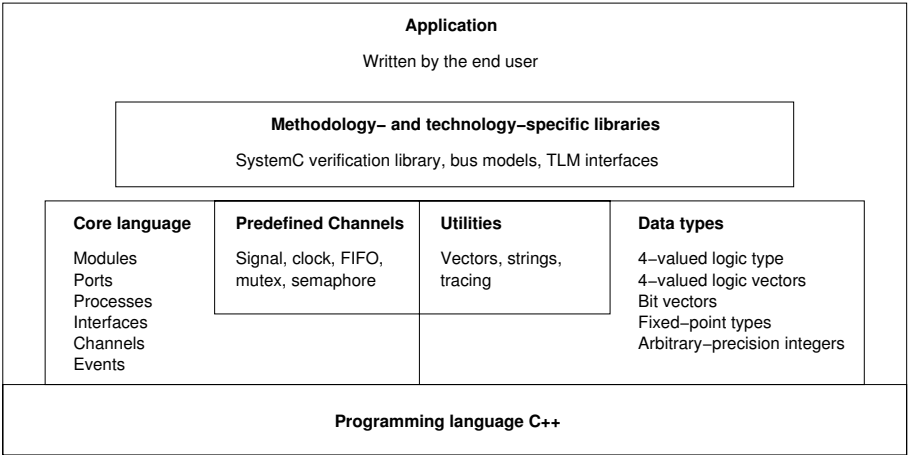 Application
Written by the end user
Methodology− and technology−specific libraries
SystemC verification library, bus models, TLM interfaces
Core language
Modules
Ports
Processes
Interfaces
Channels
Events
Predefined Channels
Signal, clock, FIFO,
mutex, semaphore
Utilities
Vectors, strings,
tracing
Data types
4−valued logic type
4−valued logic vectors
Bit vectors
Fixed−point types
Arbitrary−precision integers
Programming language C++